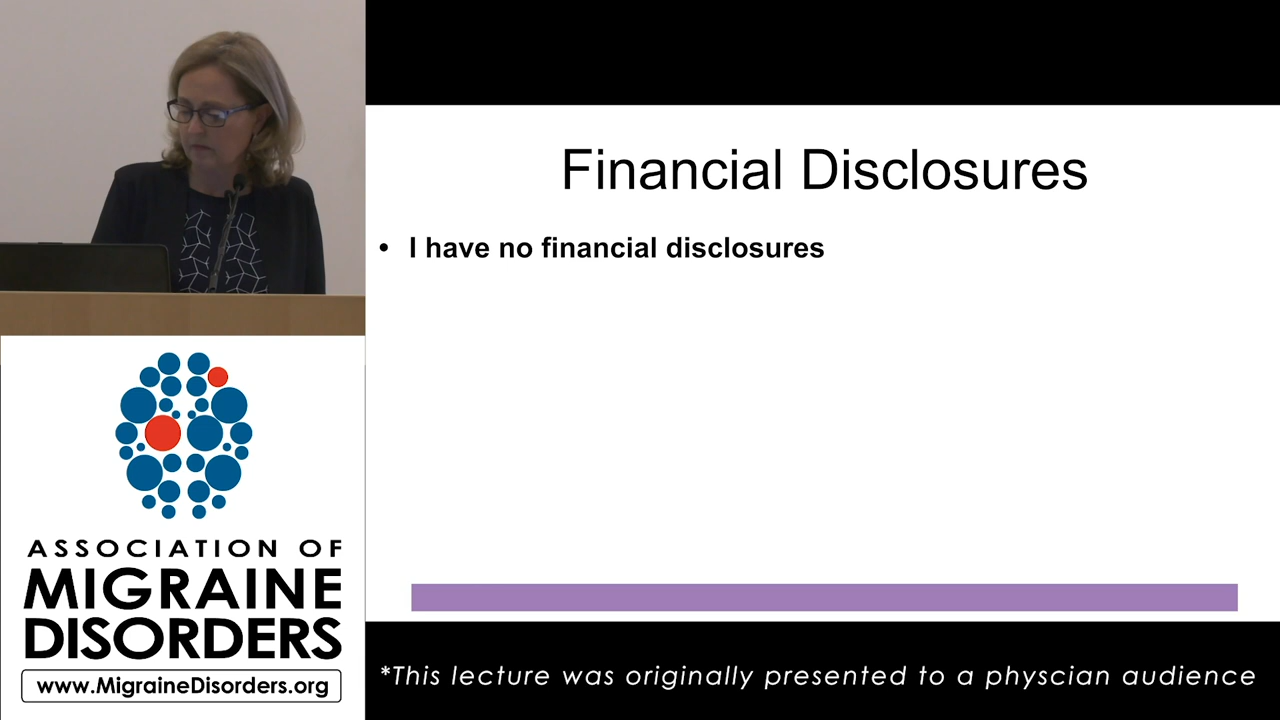 Financial Disclosures
• I have no financial disclosures
ASSOCIATION OF
MIGRAINE
DISORDERS
www.MigraineDisorders.org
*This lecture was originally presented to a physcian audience